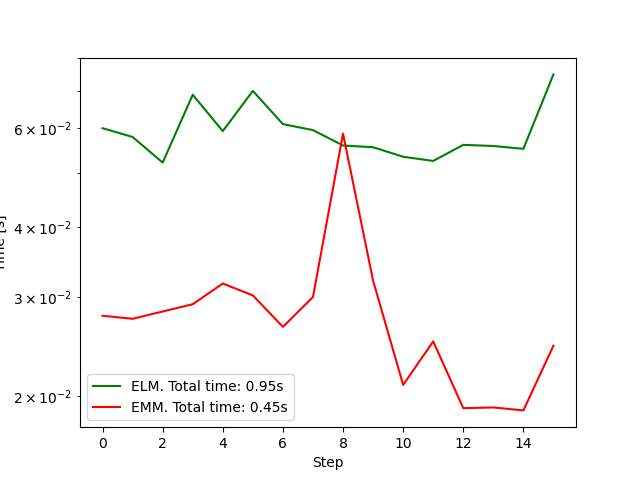 6 × 10⁻²
4 × 10⁻²
3 × 10⁻²
2 × 10⁻²
Time [s]
ELM. Total time: 0.95s
EMM. Total time: 0.45s
0 2 4 6 8 10 12 14
Step